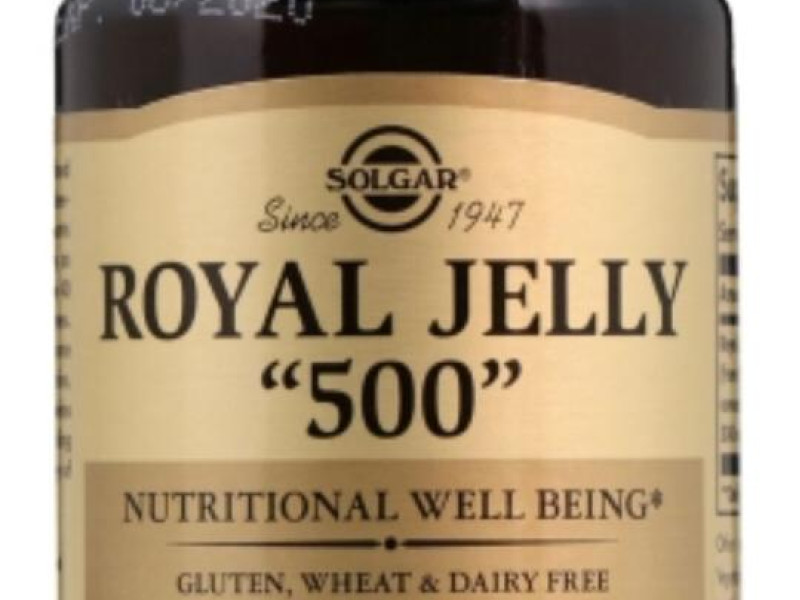 SOLGAR®
Since 1947
ROYAL JELLY
“500”
NUTRITIONAL WELL BEING*
GLUTEN, WHEAT & DAIRY FREE